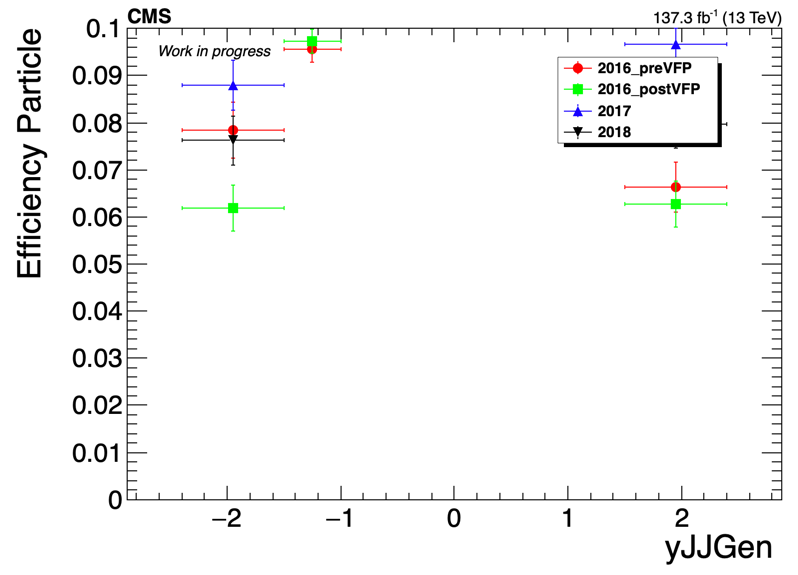 CMS
137.3 fb⁻¹ (13 TeV)
Work in progress
2016_preVFP
2016_postVFP
2017
2018
Efficiency Particle
0.1
0.09
0.08
0.07
0.06
0.05
0.04
0.03
0.02
0.01
0
−2
−1
0
1
2
yJJGen